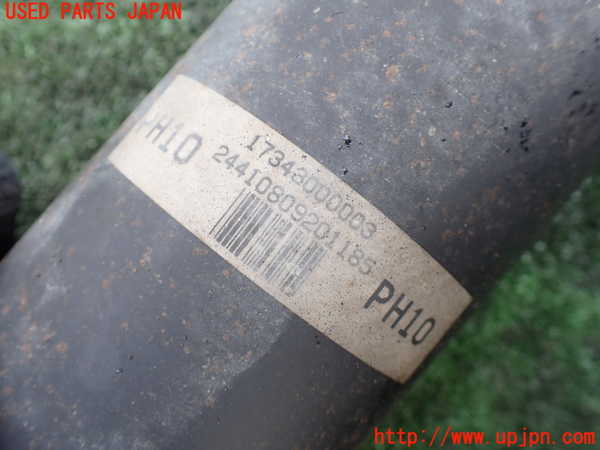 USED PARTS JAPAN
PH10
17343000003
24410809201185
PH10
http://www.upjpn.com/